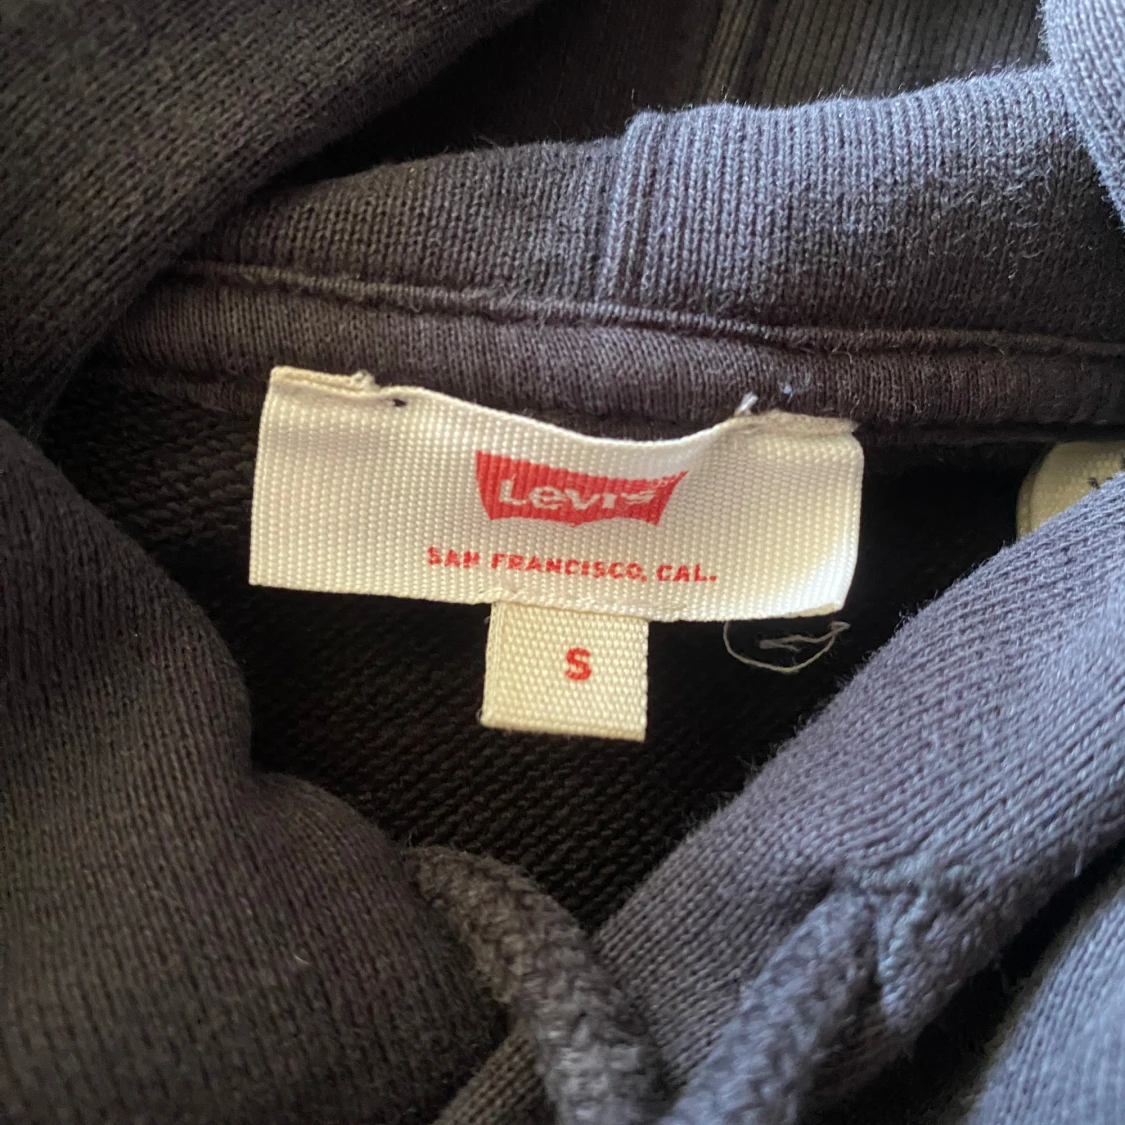 Levi's
SAN FRANCISCO, CAL.
S